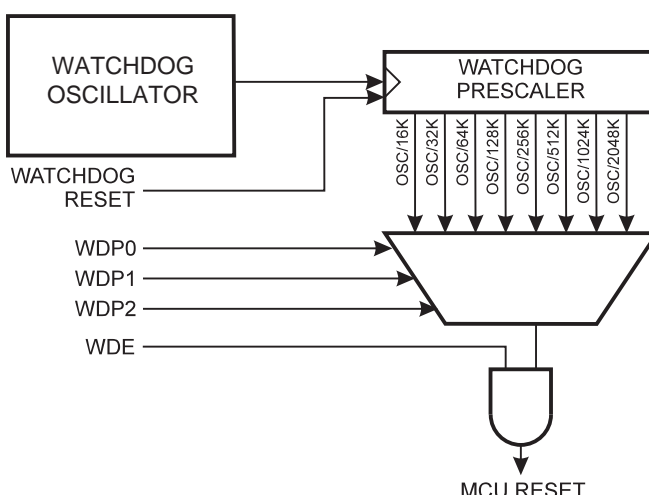 WATCHDOG
OSCILLATOR
WATCHDOG
PRESCALER
OSC/16K
OSC/32K
OSC/64K
OSC/128K
OSC/256K
OSC/512K
OSC/1024K
OSC/2048K
WATCHDOG
RESET
WDP0
WDP1
WDP2
WDE
MCU RESET